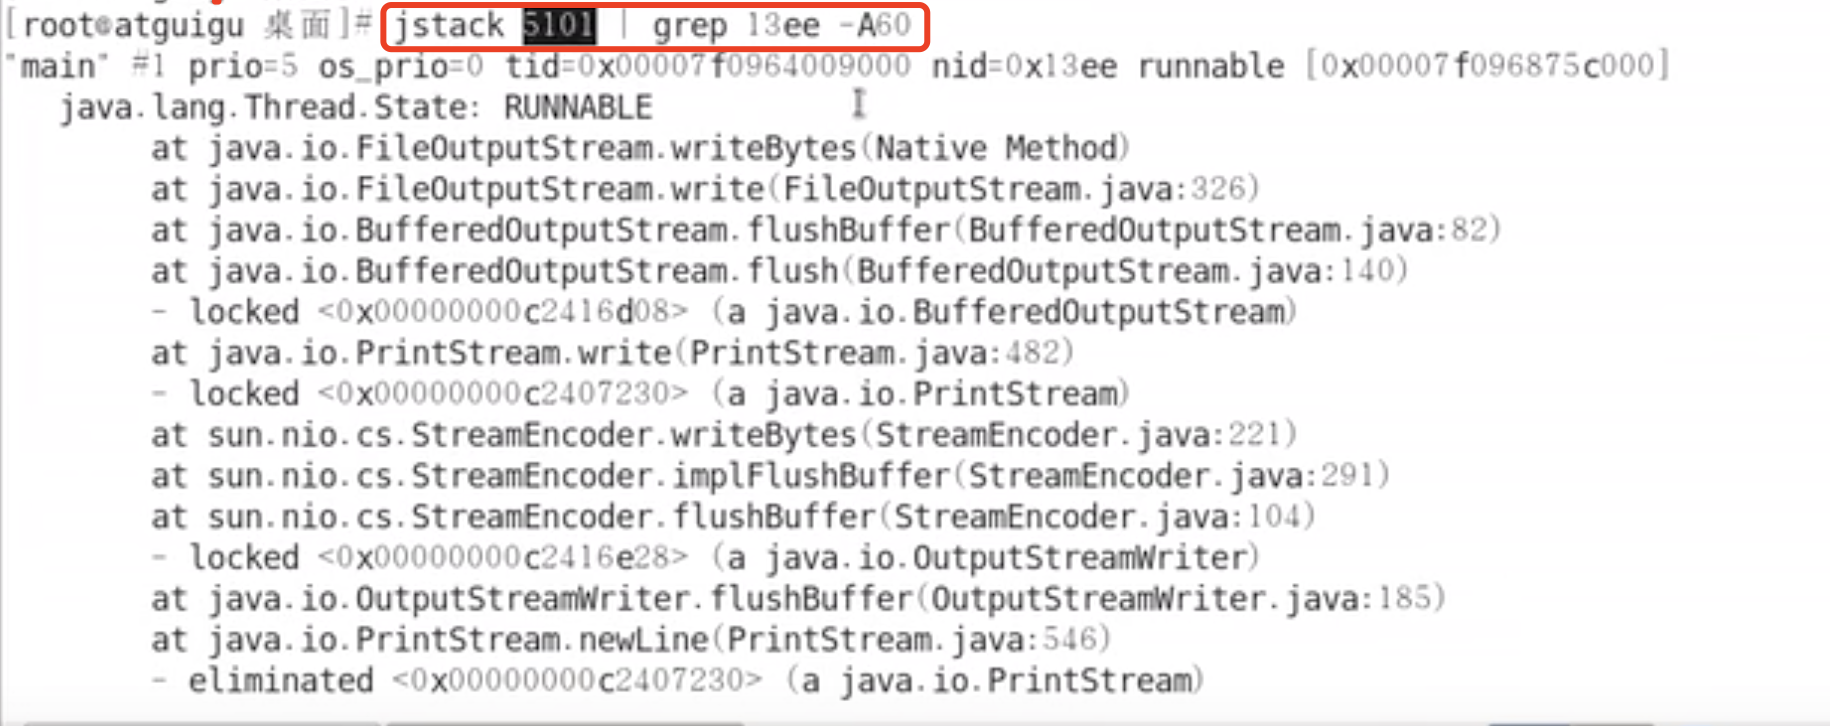 [root@atguigu 桌面]# jstack 5101 | grep 13ee -A60
"main" #1 prio=5 os_prio=0 tid=0x00007f0964009000 nid=0x13ee runnable [0x00007f096875c000]
java.lang.Thread.State: RUNNABLE
at java.io.FileOutputStream.writeBytes(Native Method)
at java.io.FileOutputStream.write(FileOutputStream.java:326)
at java.io.BufferedOutputStream.flushBuffer(BufferedOutputStream.java:82)
at java.io.BufferedOutputStream.flush(BufferedOutputStream.java:140)
- locked <0x00000000c2416d08> (a java.io.BufferedOutputStream)
at java.io.PrintStream.write(PrintStream.java:482)
- locked <0x00000000c2407230> (a java.io.PrintStream)
at sun.nio.cs.StreamEncoder.writeBytes(StreamEncoder.java:221)
at sun.nio.cs.StreamEncoder.implFlushBuffer(StreamEncoder.java:291)
at sun.nio.cs.StreamEncoder.flushBuffer(StreamEncoder.java:104)
- locked <0x00000000c2416e28> (a java.io.OutputStreamWriter)
at java.io.OutputStreamWriter.flushBuffer(OutputStreamWriter.java:185)
at java.io.PrintStream.newLine(PrintStream.java:546)
- eliminated <0x00000000c2407230> (a java.io.PrintStream)